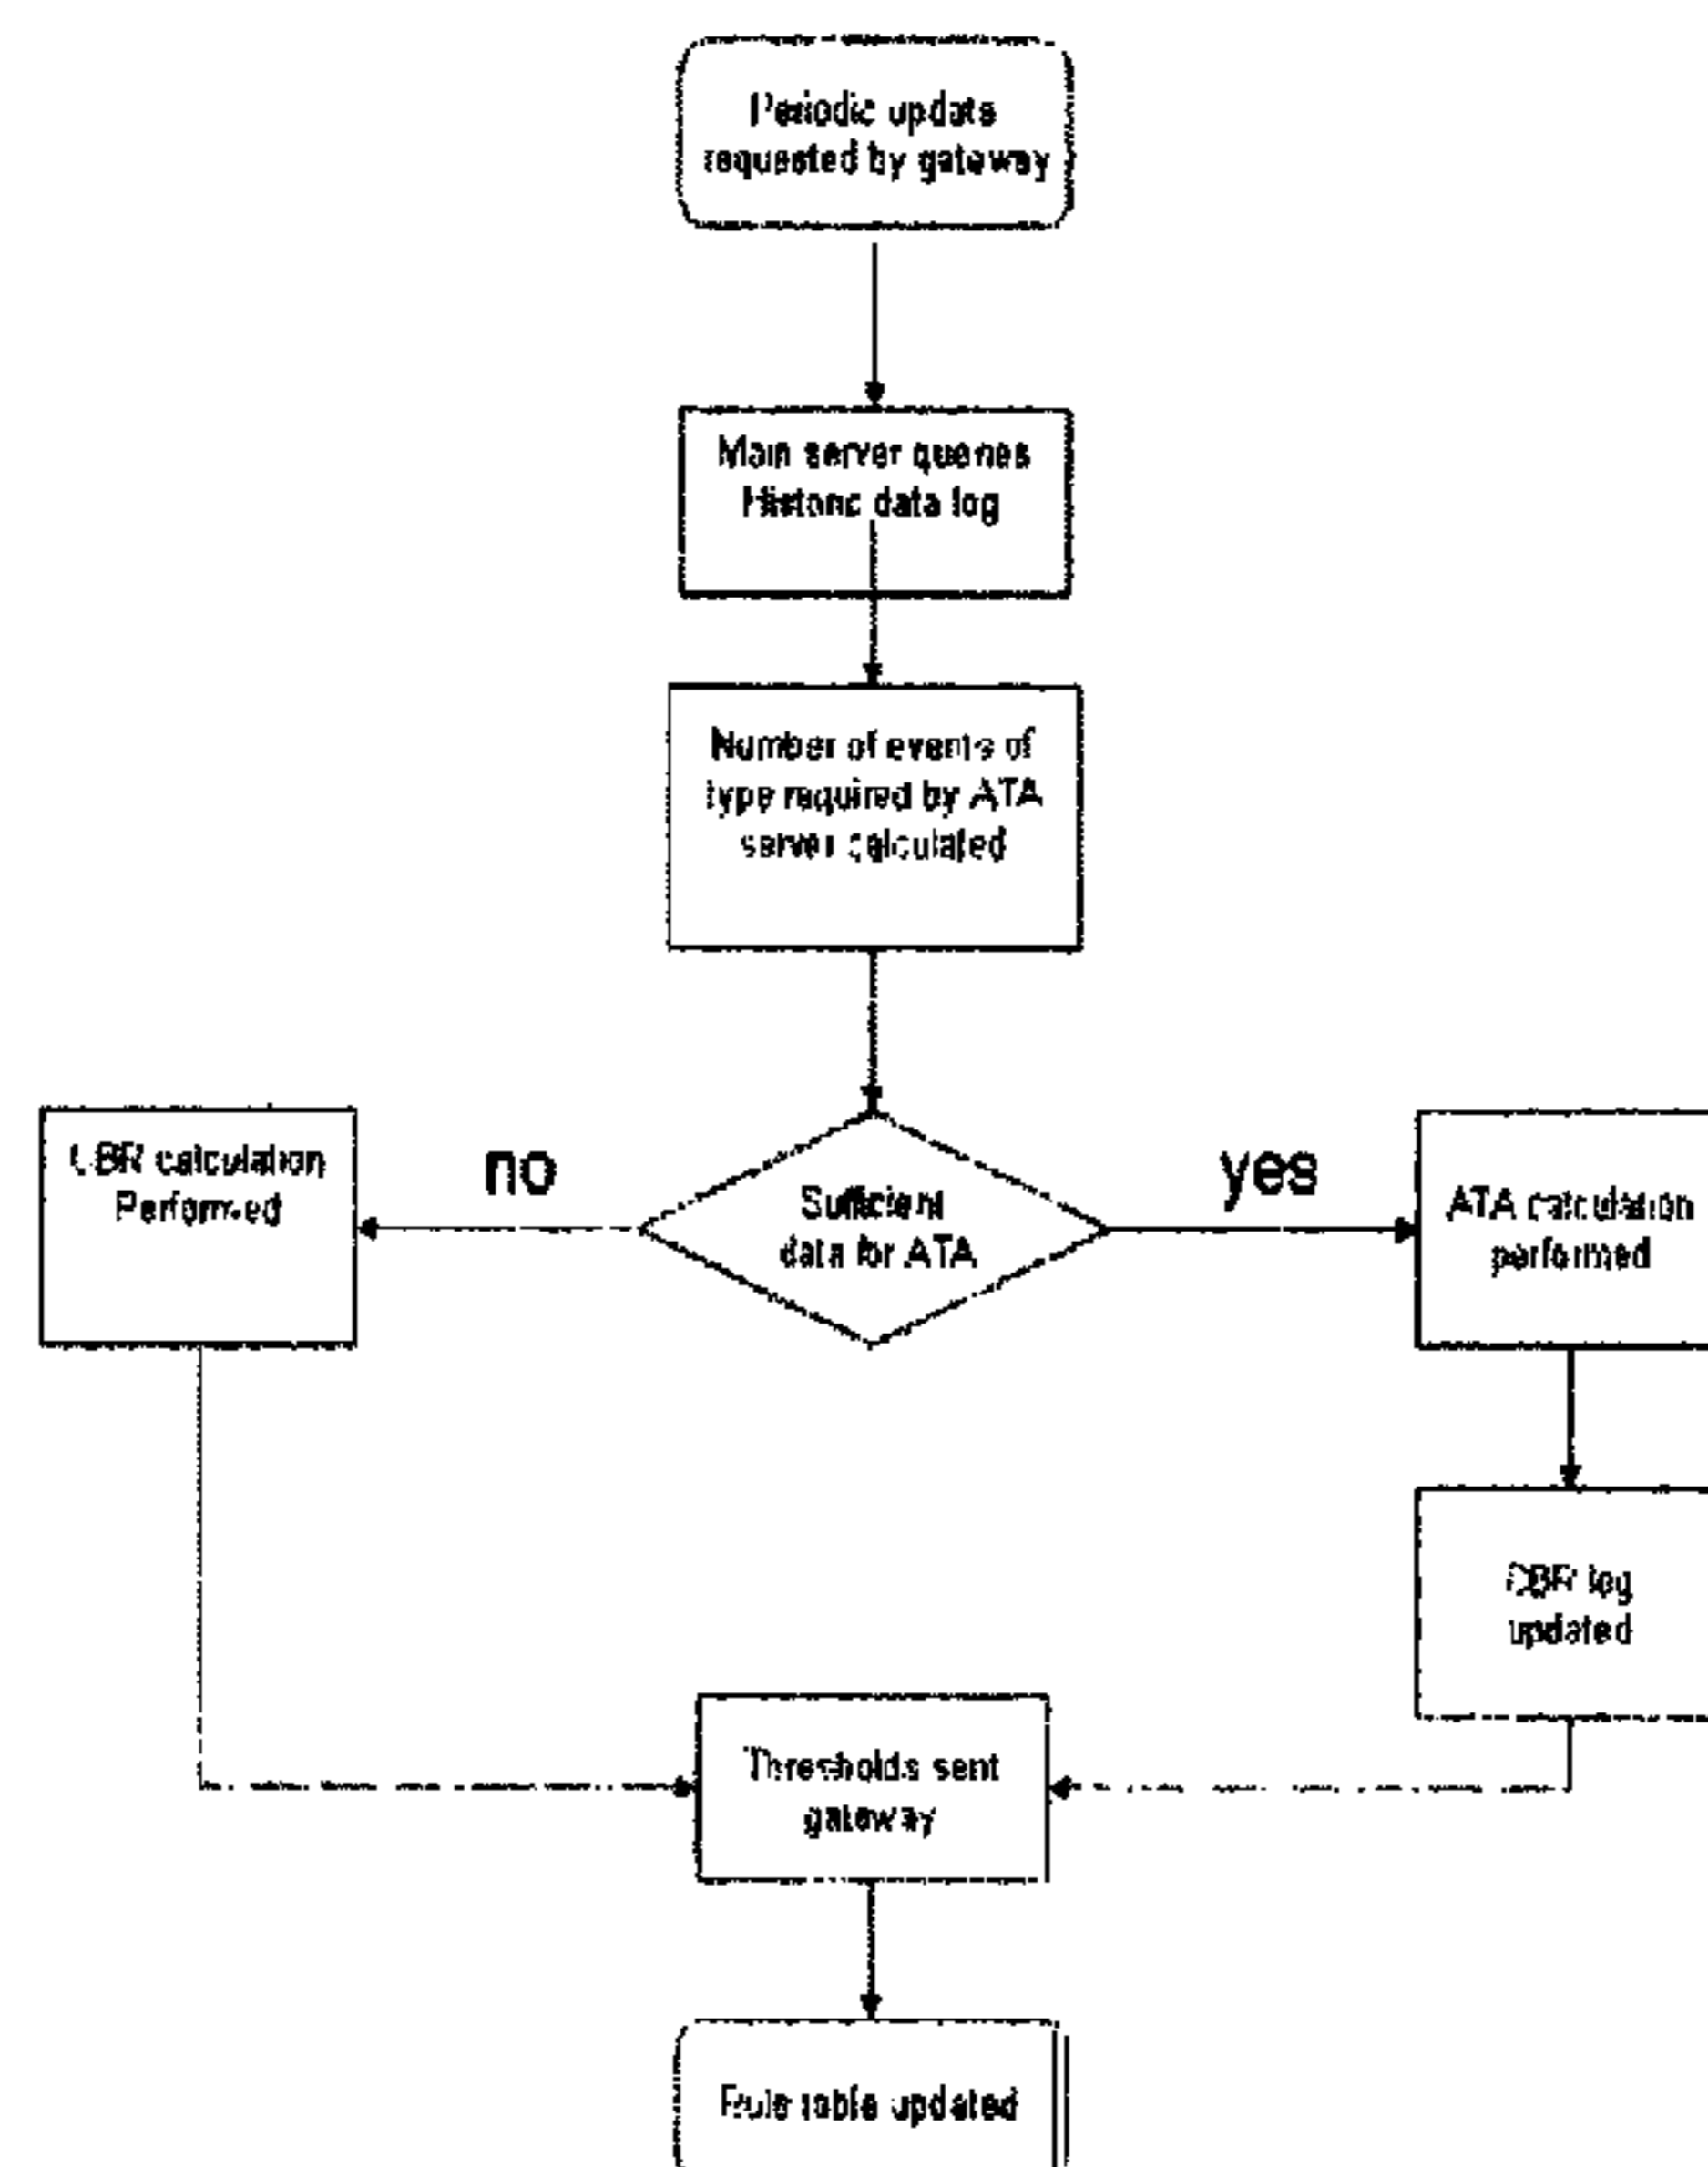 Periodic update
requested by gateway
Main server queries
Historic data log
Number of events of
type required by ATA
server calculated
CBR calculation
Performed
no
Sufficient
data for ATA
yes
ATA calculation
performed
CBR log
updated
Thresholds sent
gateway
Rule table updated